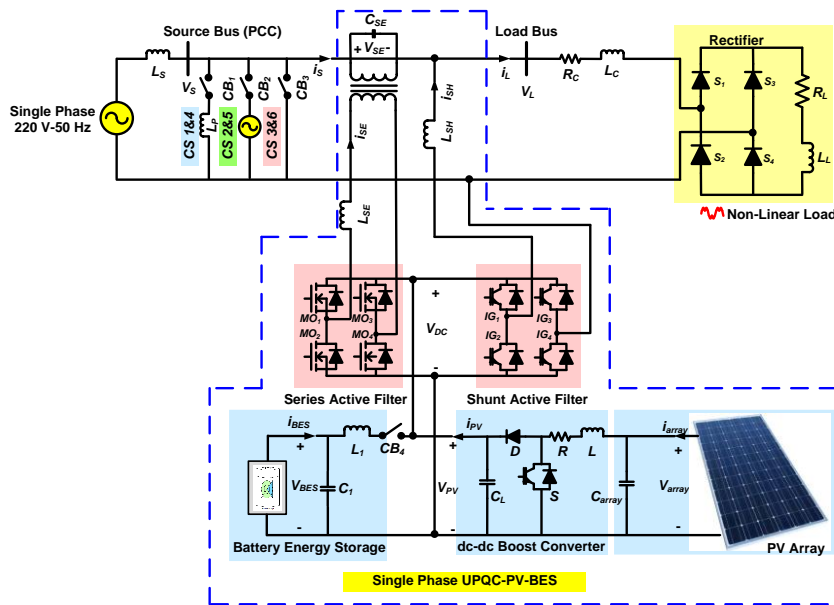 Source Bus (PCC)
C_SE
+ V_SE -
Load Bus
Rectifier
L_S
V_S
CB_1
CB_2
CB_3
i_S
i_L
V_L
R_C
L_C
S_1
S_3
R_L
Single Phase
220 V-50 Hz
CS 1&4
L_P
CS 2&5
CS 3&6
i_SE
i_SH
L_SH
S_2
S_4
L_L
Non-Linear Load
L_SE
MO_1
MO_3
MO_2
MO_4
+
V_DC
-
IG_1
IG_3
IG_2
IG_4
Series Active Filter
Shunt Active Filter
i_BES
+
L_1
CB_4
V_BES
C_1
-
Battery Energy Storage
i_PV
+
V_PV
-
D
R
L
C_L
S
dc-dc Boost Converter
i_array
+
C_array
V_array
-
PV Array
Single Phase UPQC-PV-BES